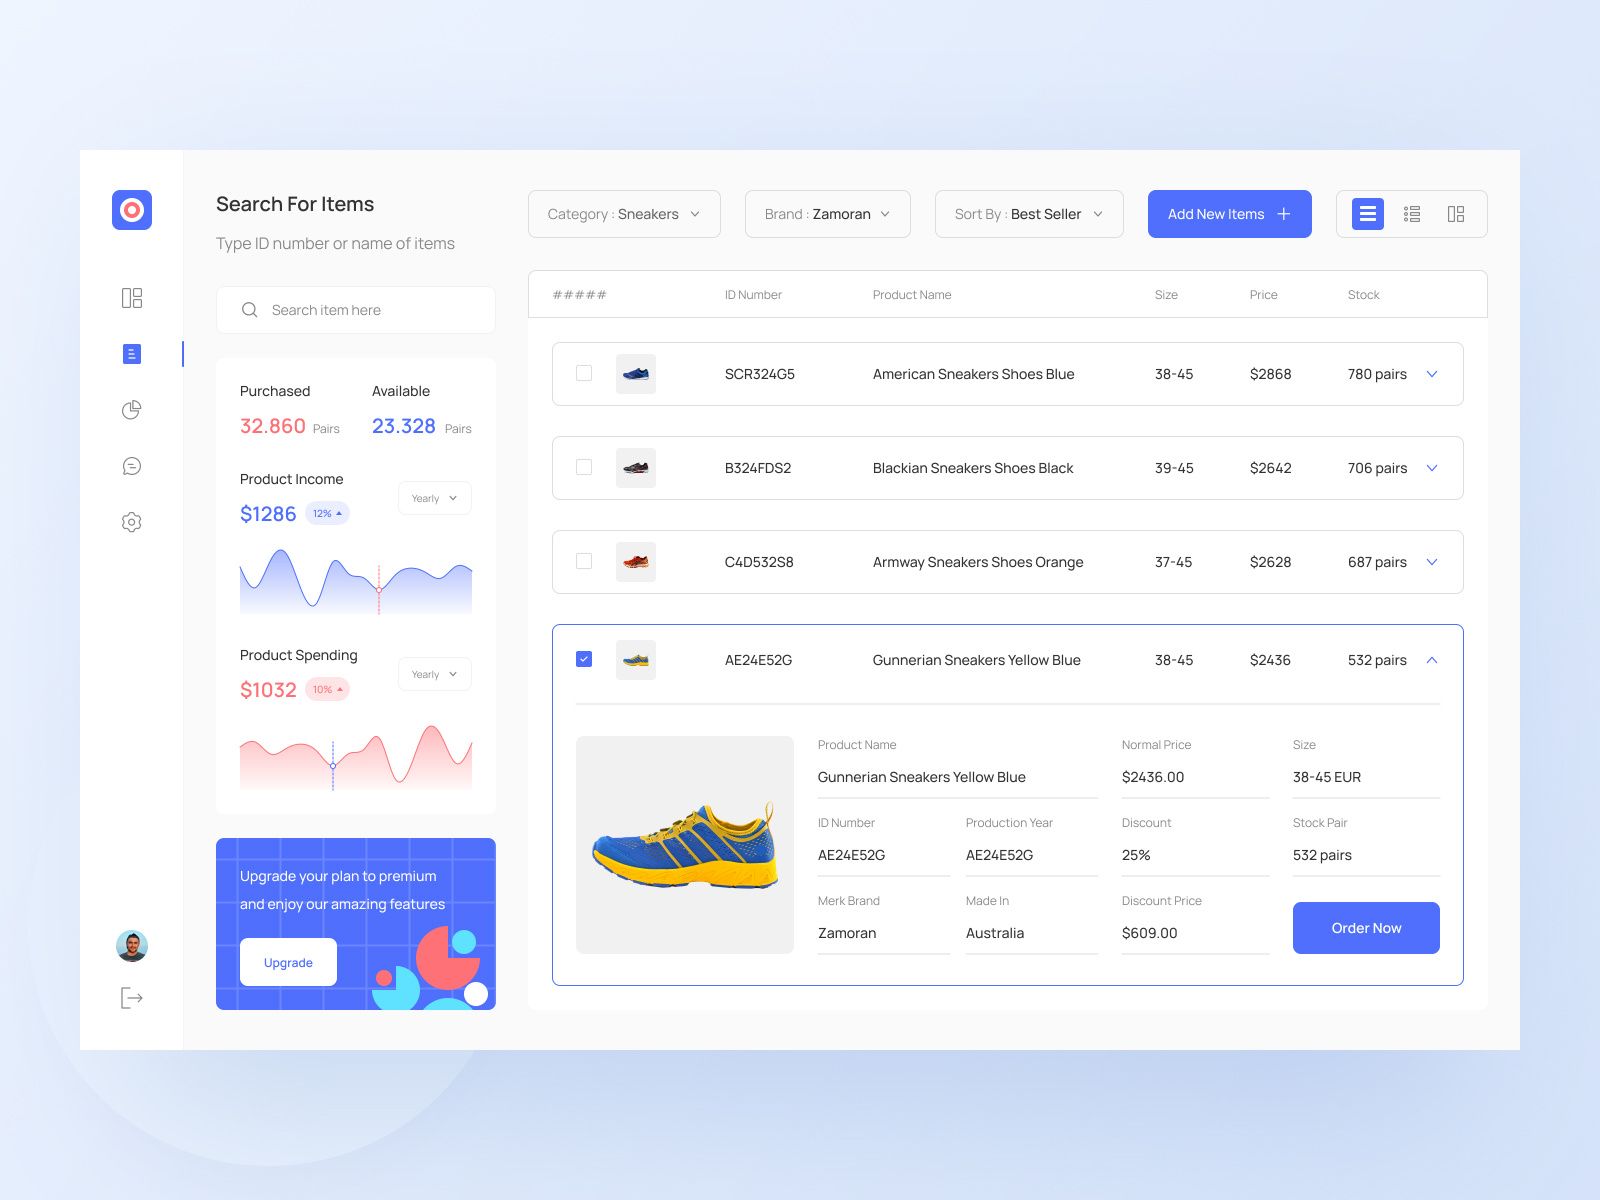 Search For Items
Type ID number or name of items
Search item here
Purchased
Available
32.860 Pairs
23.328 Pairs
Product Income
$1286 12%
Yearly
Product Spending
$1032 10%
Yearly
Upgrade your plan to premium
and enjoy our amazing features
Upgrade
Category : Sneakers
Brand : Zamoran
Sort By : Best Seller
Add New Items
##### ID Number Product Name Size Price Stock
SCR324G5 American Sneakers Shoes Blue 38-45 $2868 780 pairs
B324FDS2 Blackian Sneakers Shoes Black 39-45 $2642 706 pairs
C4D532S8 Armway Sneakers Shoes Orange 37-45 $2628 687 pairs
AE24E52G Gunnerian Sneakers Yellow Blue 38-45 $2436 532 pairs
Product Name Normal Price Size
Gunnerian Sneakers Yellow Blue $2436.00 38-45 EUR
ID Number Production Year Discount Stock Pair
AE24E52G AE24E52G 25% 532 pairs
Merk Brand Made In Discount Price
Zamoran Australia $609.00
Order Now